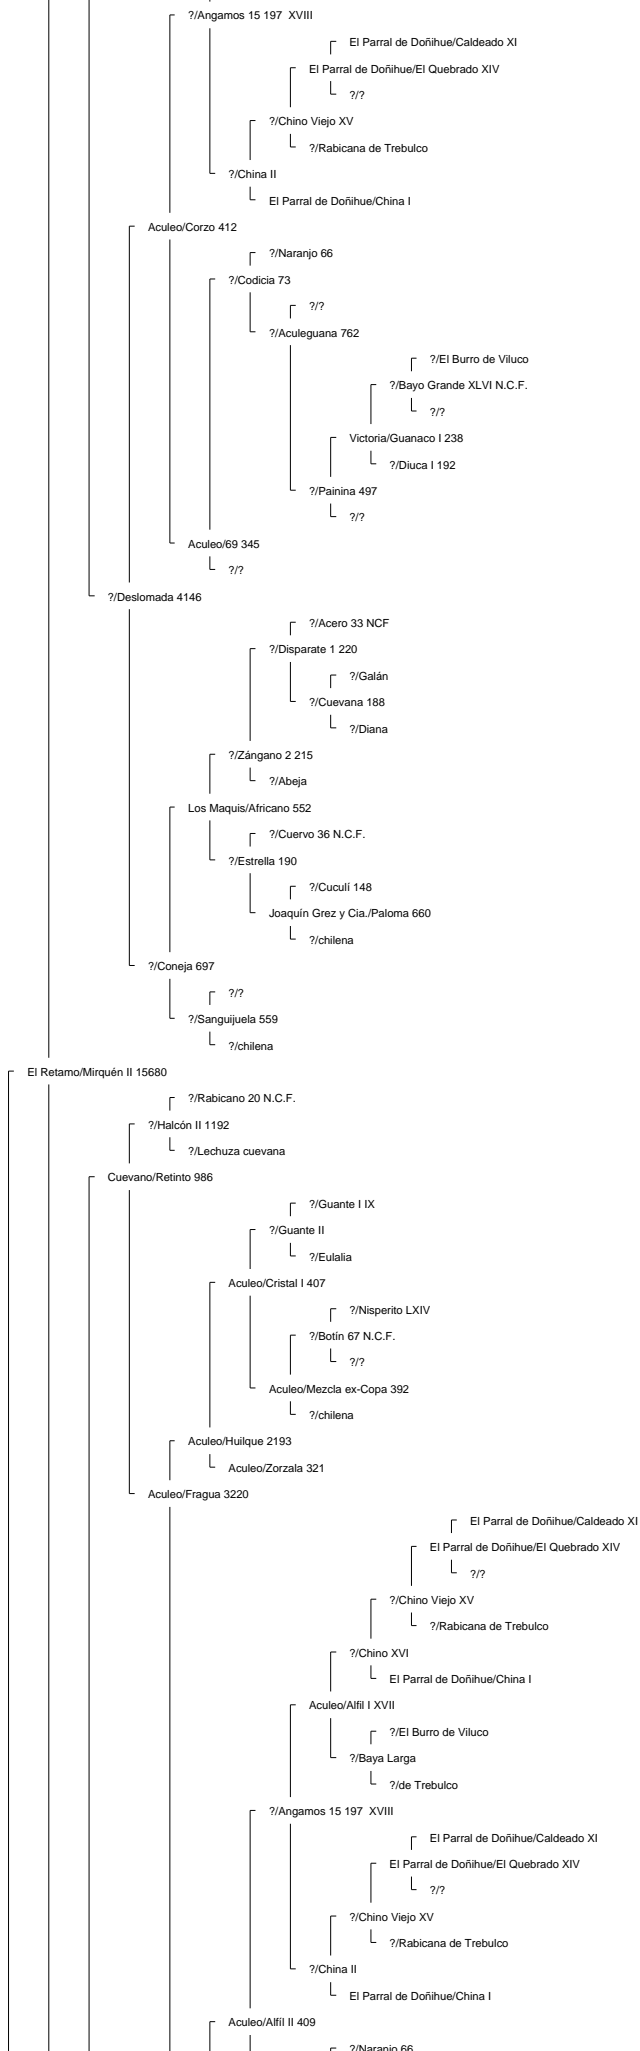 ?/Angamos 15 197 XVIII
El Parral de Doñihue/Caldeado XI
El Parral de Doñihue/El Quebrado XIV
?/?
?/Chino Viejo XV
?/Rabicana de Trebulco
?/China II
El Parral de Doñihue/China I
Aculeo/Corzo 412
?/Naranjo 66
?/Codicia 73
?/?
?/Aculeguana 762
?/El Burro de Viluco
?/Bayo Grande XLVI N.C.F.
?/?
Victoria/Guanaco I 238
?/Diuca I 192
?/Painina 497
?/?
Aculeo/69 345
?/?
?/Deslomada 4146
?/Acero 33 NCF
?/Disparate 1 220
?/Galán
?/Cuevana 188
?/Diana
?/Zángano 2 215
?/Abeja
Los Maquis/Africano 552
?/Cuervo 36 N.C.F.
?/Estrella 190
?/Cuculí 148
Joaquín Grez y Cia./Paloma 660
?/chilena
?/Coneja 697
?/?
?/Sanguijuela 559
?/chilena
El Retamo/Mirquén II 15680
?/Rabicano 20 N.C.F.
?/Halcón II 1192
?/Lechuza cuevana
Cuevano/Retinto 986
?/Guante I IX
?/Guante II
?/Eulalia
Aculeo/Cristal I 407
?/Nisperito LXIV
?/Botín 67 N.C.F.
?/?
Aculeo/Mezcla ex-Copa 392
?/chilena
Aculeo/Huilque 2193
Aculeo/Zorzala 321
Aculeo/Fragua 3220
El Parral de Doñihue/Caldeado XI
El Parral de Doñihue/El Quebrado XIV
?/?
?/Chino Viejo XV
?/Rabicana de Trebulco
?/Chino XVI
El Parral de Doñihue/China I
Aculeo/Alfil I XVII
?/El Burro de Viluco
?/Baya Larga
?/de Trebulco
?/Angamos 15 197 XVIII
El Parral de Doñihue/Caldeado XI
El Parral de Doñihue/El Quebrado XIV
?/?
?/Chino Viejo XV
?/Rabicana de Trebulco
?/China II
El Parral de Doñihue/China I
Aculeo/Alfíl II 409
?/Naranjo 66